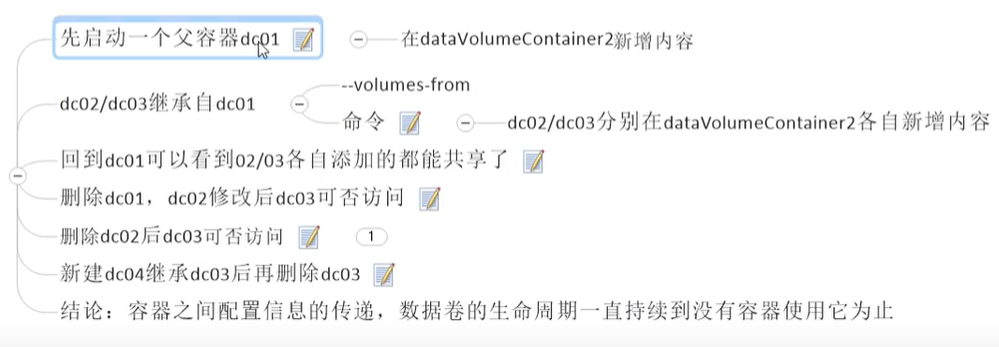 先启动一个父容器dc01
在dataVolumeContainer2新增内容
dc02/dc03继承自dc01
--volumes-from
命令
dc02/dc03分别在dataVolumeContainer2各自新增内容
回到dc01可以看到02/03各自添加的都能共享了
删除dc01，dc02修改后dc03可否访问
删除dc02后dc03可否访问
1
新建dc04继承dc03后再删除dc03
结论：容器之间配置信息的传递，数据卷的生命周期一直持续到没有容器使用它为止